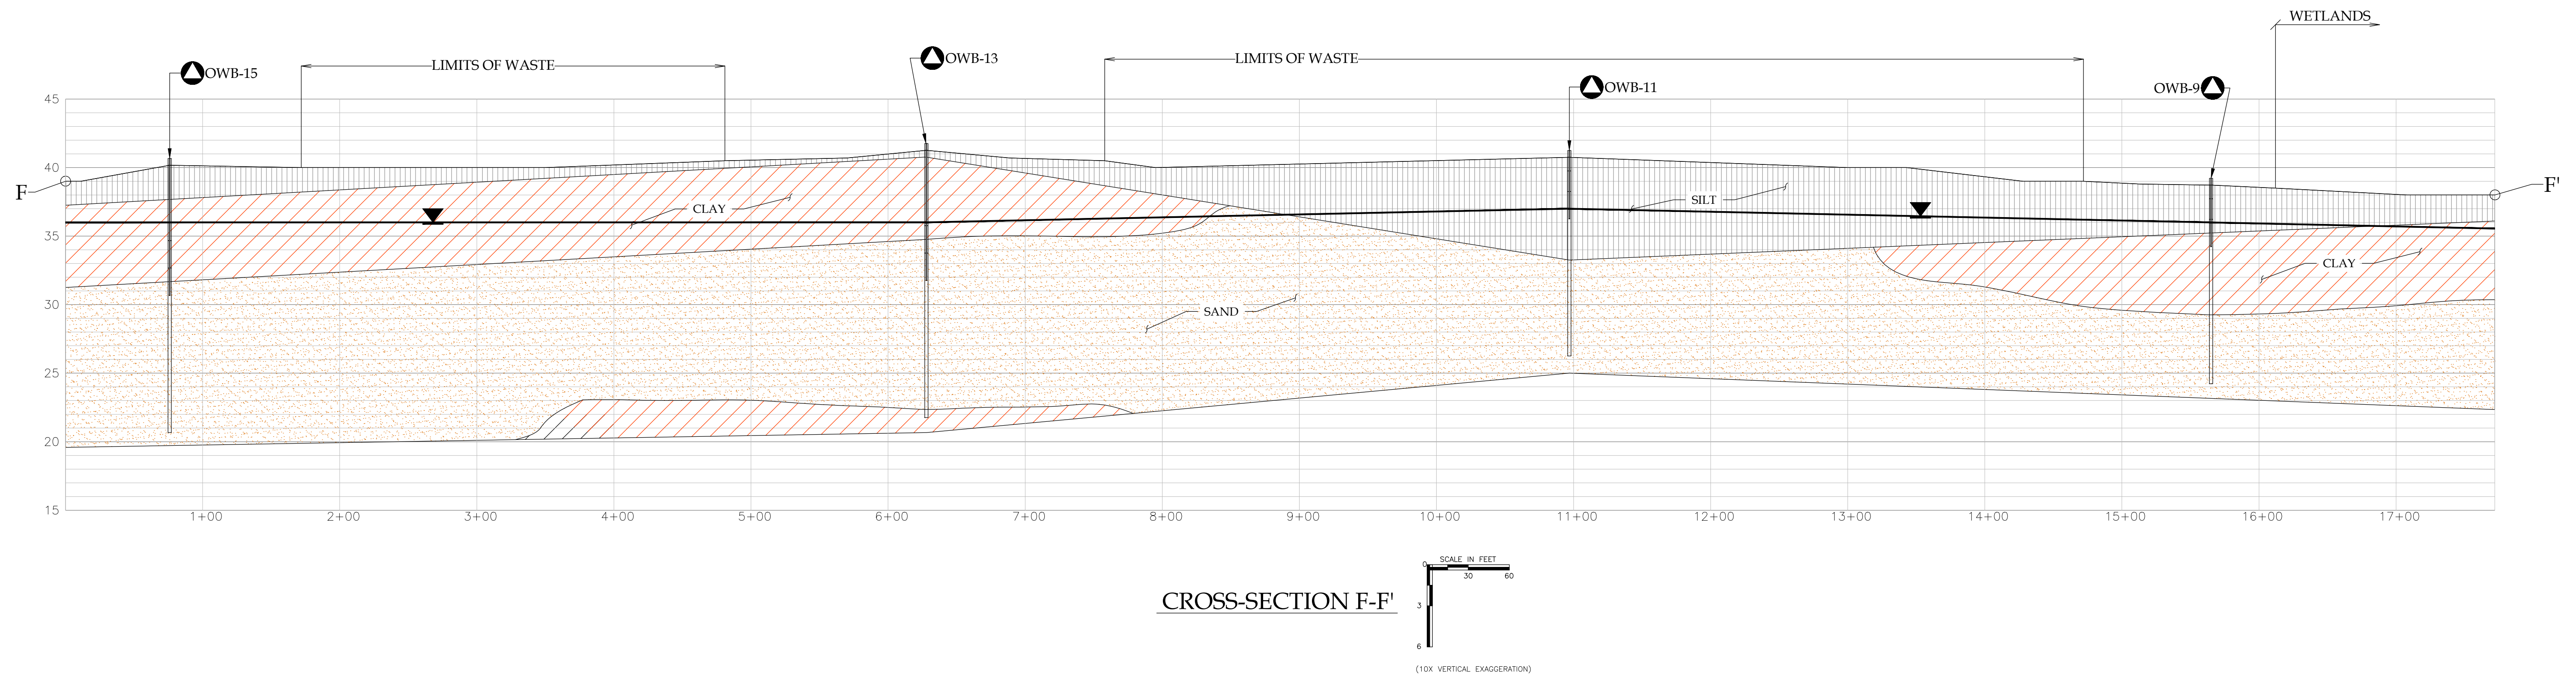 WETLANDS
OWB-15
LIMITS OF WASTE
OWB-13
LIMITS OF WASTE
OWB-11
OWB-9
45
40
35
30
25
20
15
F
F'
CLAY
SILT
SAND
CLAY
1+00 2+00 3+00 4+00 5+00 6+00 7+00 8+00 9+00 10+00 11+00 12+00 13+00 14+00 15+00 16+00 17+00
CROSS-SECTION F-F'
SCALE IN FEET
0
30 60
3
6
(10X VERTICAL EXAGGERATION)